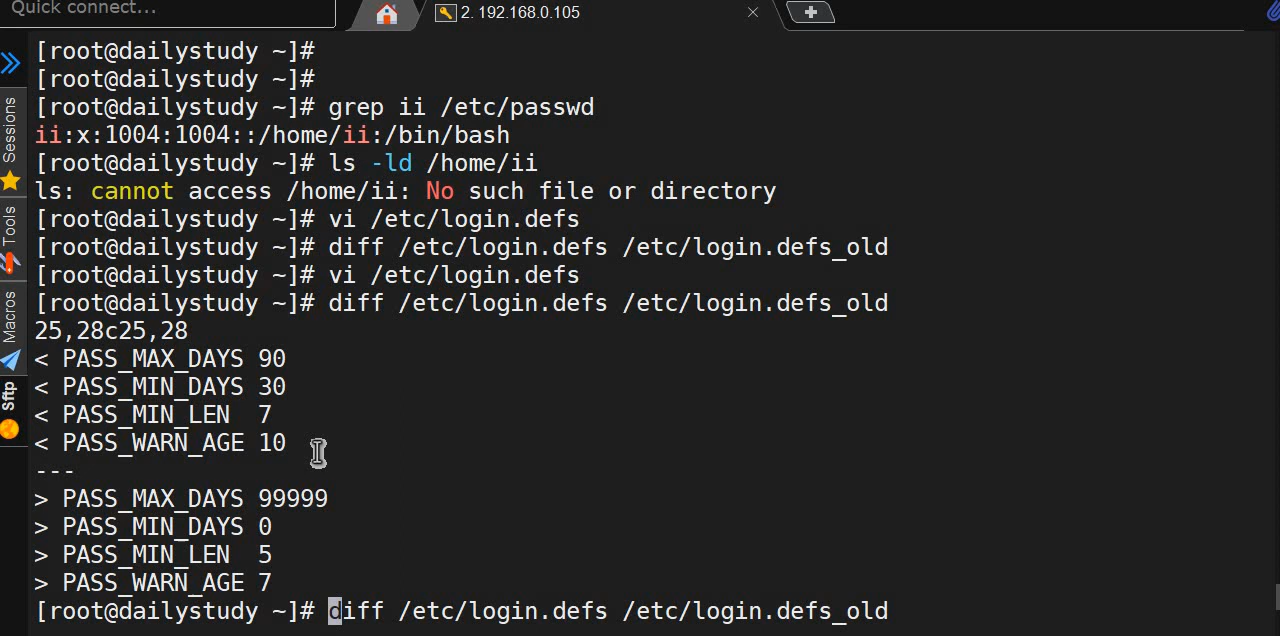 Quick connect...
2. 192.168.0.105
[root@dailystudy ~]#
[root@dailystudy ~]#
[root@dailystudy ~]# grep ii /etc/passwd
ii:x:1004:1004::/home/ii:/bin/bash
[root@dailystudy ~]# ls -ld /home/ii
ls: cannot access /home/ii: No such file or directory
[root@dailystudy ~]# vi /etc/login.defs
[root@dailystudy ~]# diff /etc/login.defs /etc/login.defs_old
[root@dailystudy ~]# vi /etc/login.defs
[root@dailystudy ~]# diff /etc/login.defs /etc/login.defs_old
25,28c25,28
< PASS_MAX_DAYS 90
< PASS_MIN_DAYS 30
< PASS_MIN_LEN  7
< PASS_WARN_AGE 10
---
> PASS_MAX_DAYS 99999
> PASS_MIN_DAYS 0
> PASS_MIN_LEN  5
> PASS_WARN_AGE 7
[root@dailystudy ~]# diff /etc/login.defs /etc/login.defs_old
Sessions
Tools
Macros
Sftp